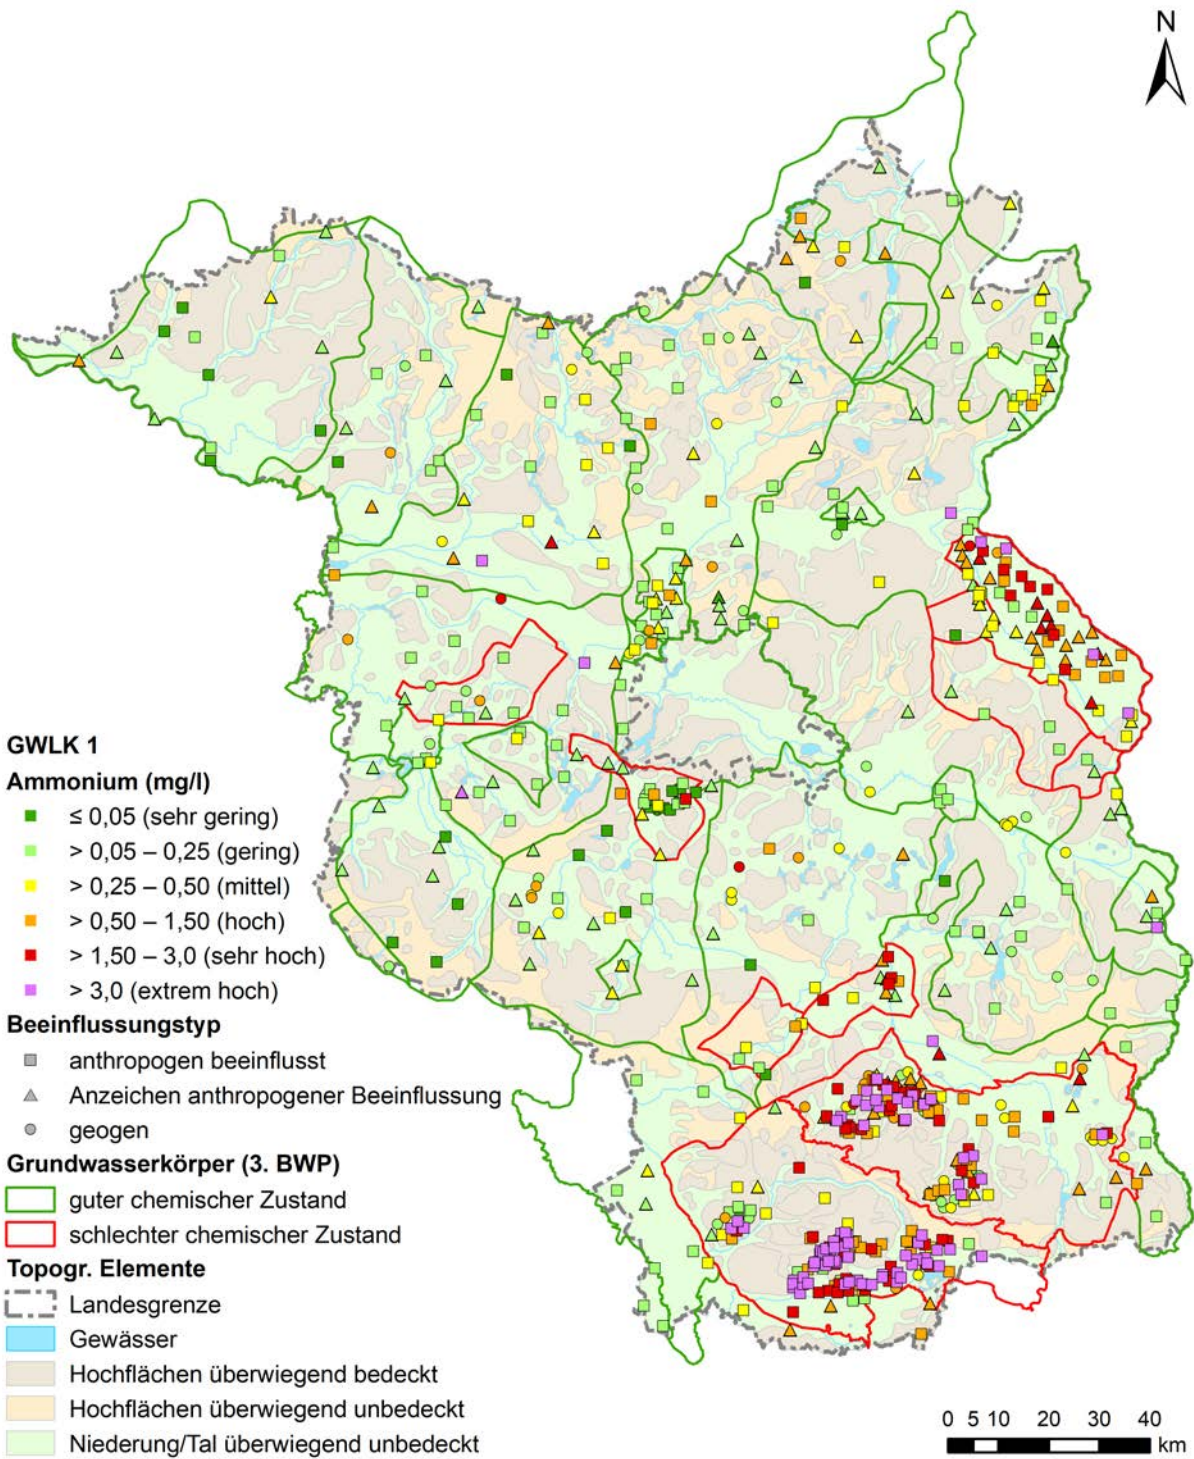 N
GWLK 1
Ammonium (mg/l)
≤ 0,05 (sehr gering)
> 0,05 – 0,25 (gering)
> 0,25 – 0,50 (mittel)
> 0,50 – 1,50 (hoch)
> 1,50 – 3,0 (sehr hoch)
> 3,0 (extrem hoch)
Beeinflussungstyp
anthropogen beeinflusst
Anzeichen anthropogener Beeinflussung
geogen
Grundwasserkörper (3. BWP)
guter chemischer Zustand
schlechter chemischer Zustand
Topogr. Elemente
Landesgrenze
Gewässer
Hochflächen überwiegend bedeckt
Hochflächen überwiegend unbedeckt
Niederung/Tal überwiegend unbedeckt
0 5 10 20 30 40
km